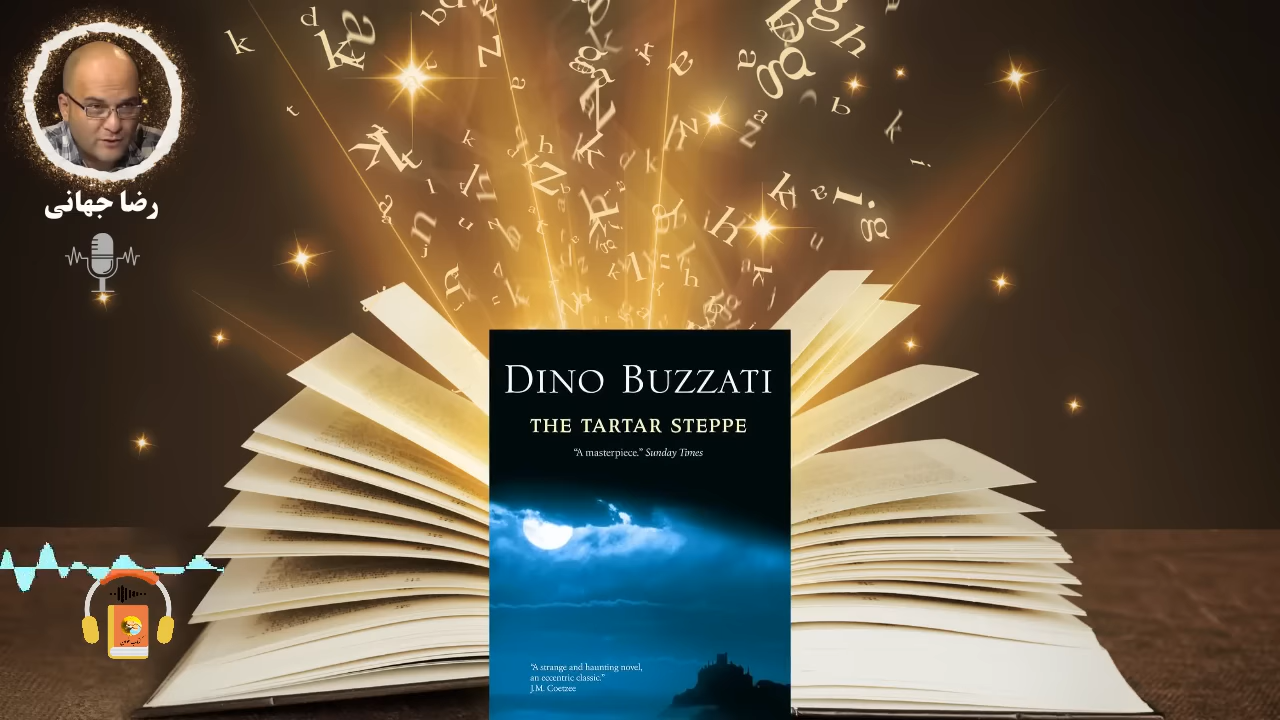 رضا جهانی
DINO BUZZATI
THE TARTAR STEPPE
“A masterpiece.” Sunday Times
“A strange and haunting novel,
an eccentric classic.”
J.M. Coetzee